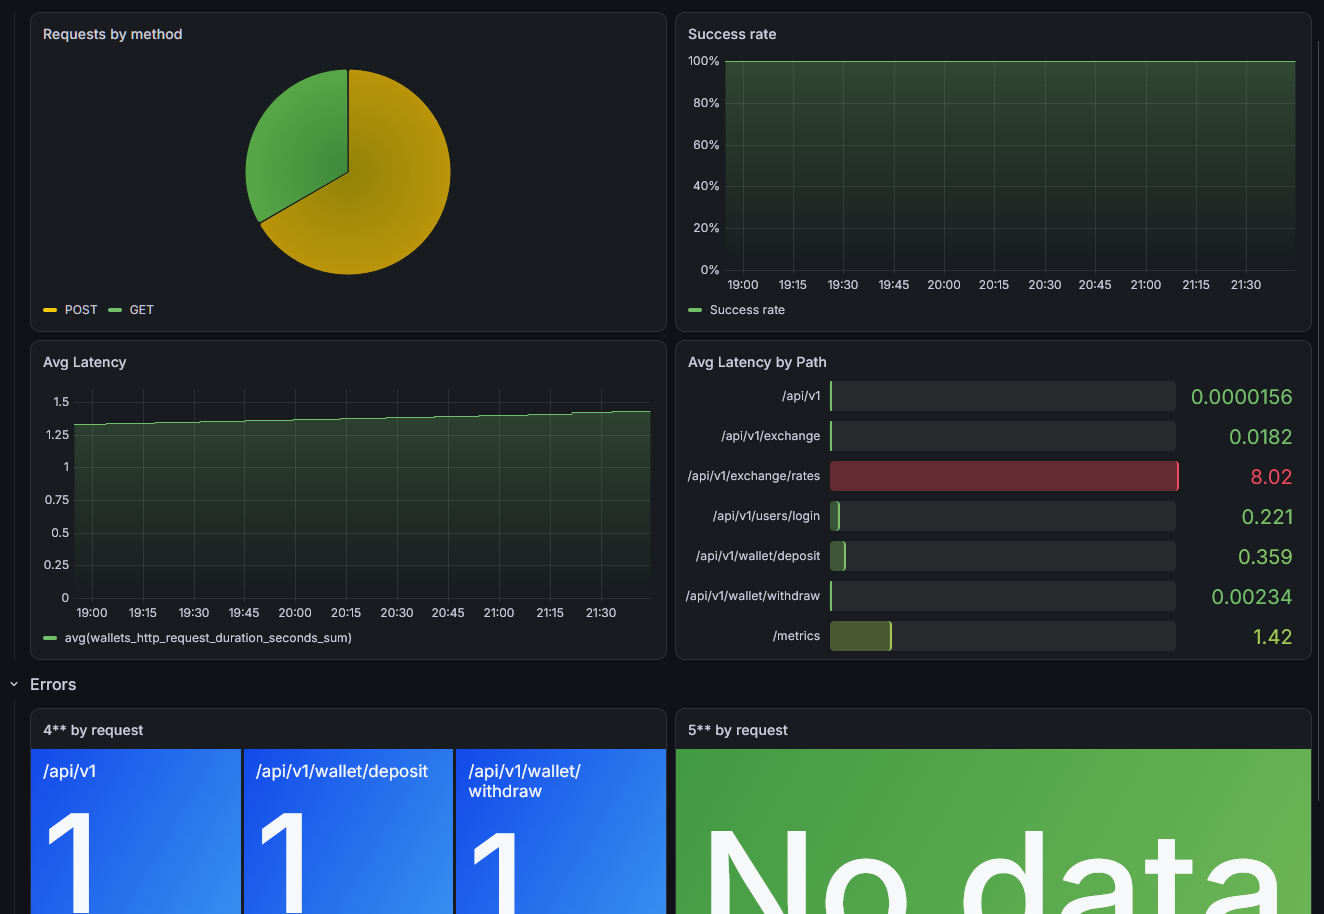 Requests by method
POST GET
Success rate
100%
80%
60%
40%
20%
0%
19:00 19:15 19:30 19:45 20:00 20:15 20:30 20:45 21:00 21:15 21:30
Success rate
Avg Latency
1.5
1.25
1
0.75
0.5
0.25
0
19:00 19:15 19:30 19:45 20:00 20:15 20:30 20:45 21:00 21:15 21:30
avg(wallets_http_request_duration_seconds_sum)
Avg Latency by Path
/api/v1 0.0000156
/api/v1/exchange 0.0182
/api/v1/exchange/rates 8.02
/api/v1/users/login 0.221
/api/v1/wallet/deposit 0.359
/api/v1/wallet/withdraw 0.00234
/metrics 1.42
Errors
4** by request
/api/v1
1
/api/v1/wallet/deposit
1
/api/v1/wallet/
withdraw
1
5** by request
No data